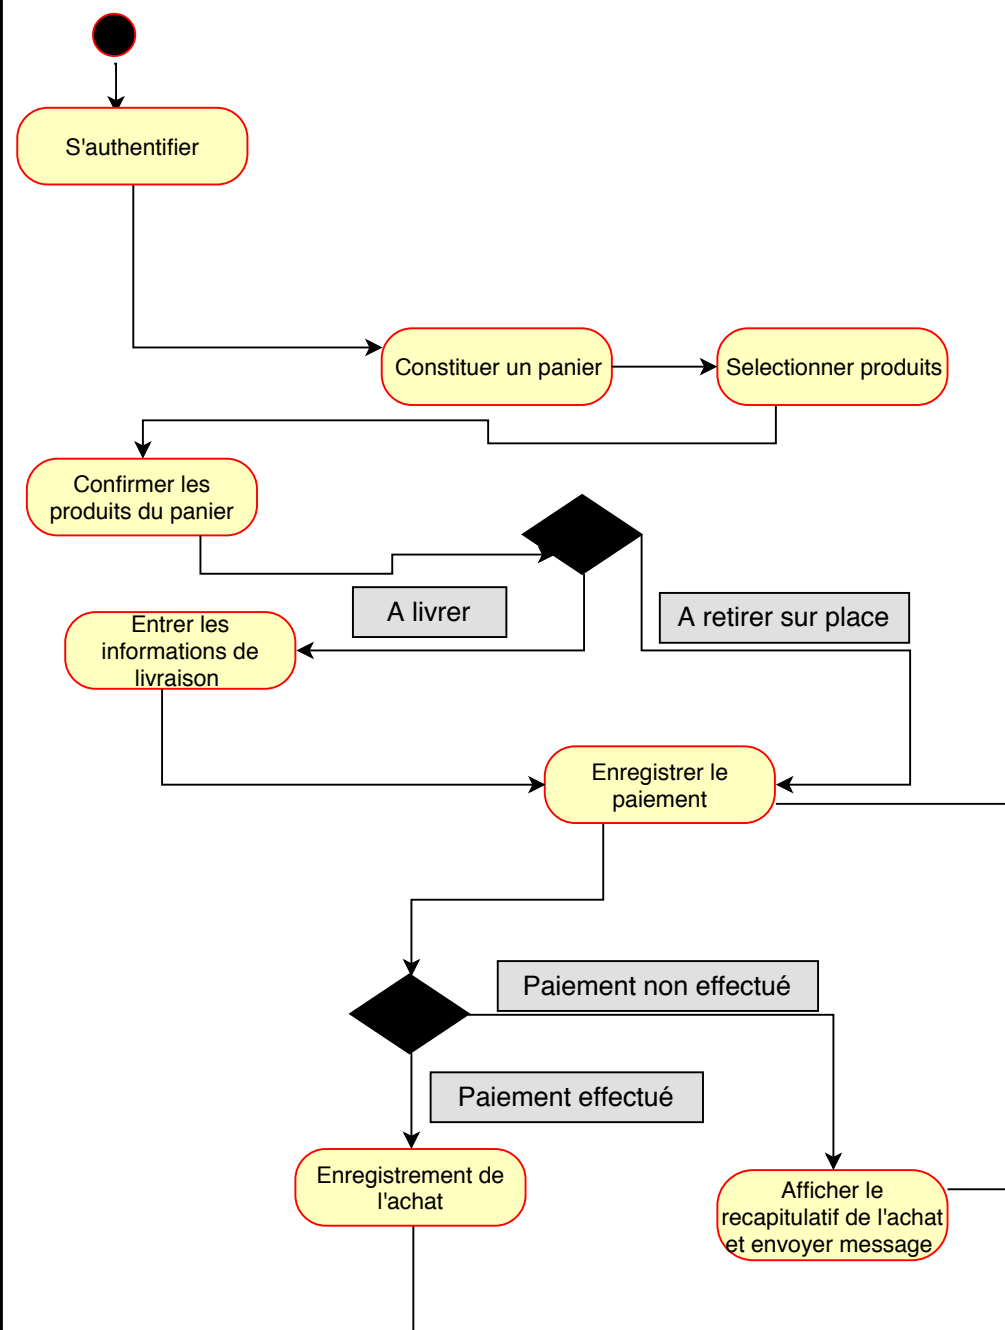 S'authentifier
Constituer un panier
Selectionner produits
Confirmer les
produits du panier
A livrer
A retirer sur place
Entrer les
informations de
livraison
Enregistrer le
paiement
Paiement non effectué
Paiement effectué
Enregistrement de
l'achat
Afficher le
recapitulatif de l'achat
et envoyer message